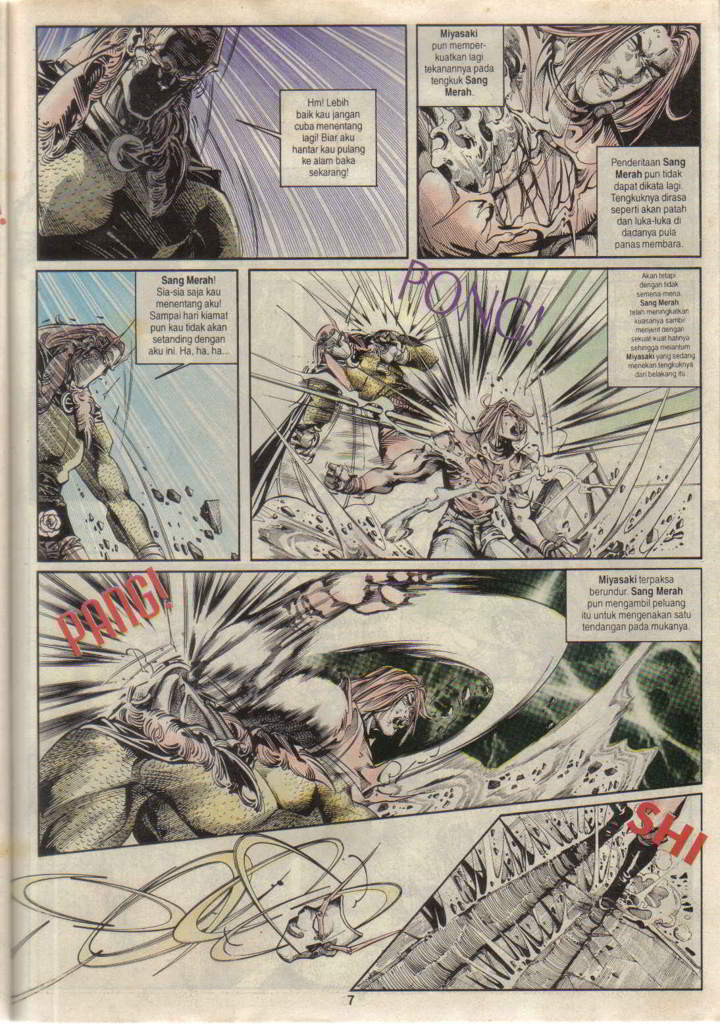 Hm! Lebih
baik kau jangan
cuba menentang
lagi! Biar aku
hantar kau pulang
ke alam baka
sekarang!
Miyasaki
pun memper-
kuatkan lagi
tekanannya pada
tengkuk Sang
Merah.
Penderitaan Sang
Merah pun tidak
dapat dikata lagi.
Tengkuknya dirasa
seperti akan patah
dan luka-luka di
dadanya pula
panas membara.
Sang Merah!
Sia-sia saja kau
menentang aku!
Sampai hari kiamat
pun kau tidak akan
setanding dengan
aku ini. Ha, ha, ha...
PONG!
Akan tetapi
dengan tidak
semena-mena,
Sang Merah
telah meningkatkan
kuasanya sambil
menjerit dengan
sekuat-kuat hatinya
sehingga melantum
Miyasaki yang sedang
menekan tengkuknya
dari belakang itu.
PANG!
Miyasaki terpaksa
berundur. Sang Merah
pun mengambil peluang
itu untuk mengenakan satu
tendangan pada mukanya.
SHI
7